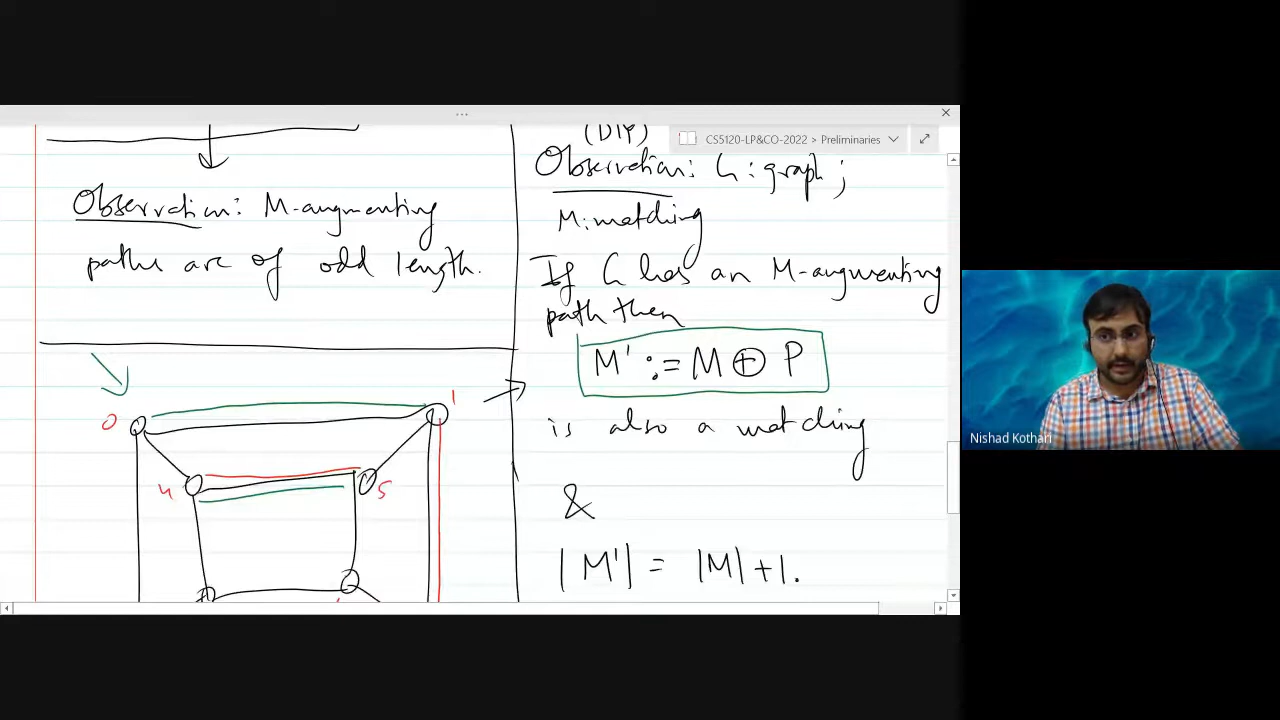 CS5120-LP&CO-2022 > Preliminaries
Observation: M-augmenting
paths are of odd length.
0
1
4
5
(DIY)
Observation: G: graph;
M: matching
If G has an M-augmenting
path then
M' := M ⊕ P
is also a matching
&
|M'| = |M| + 1.
Nishad Kothari